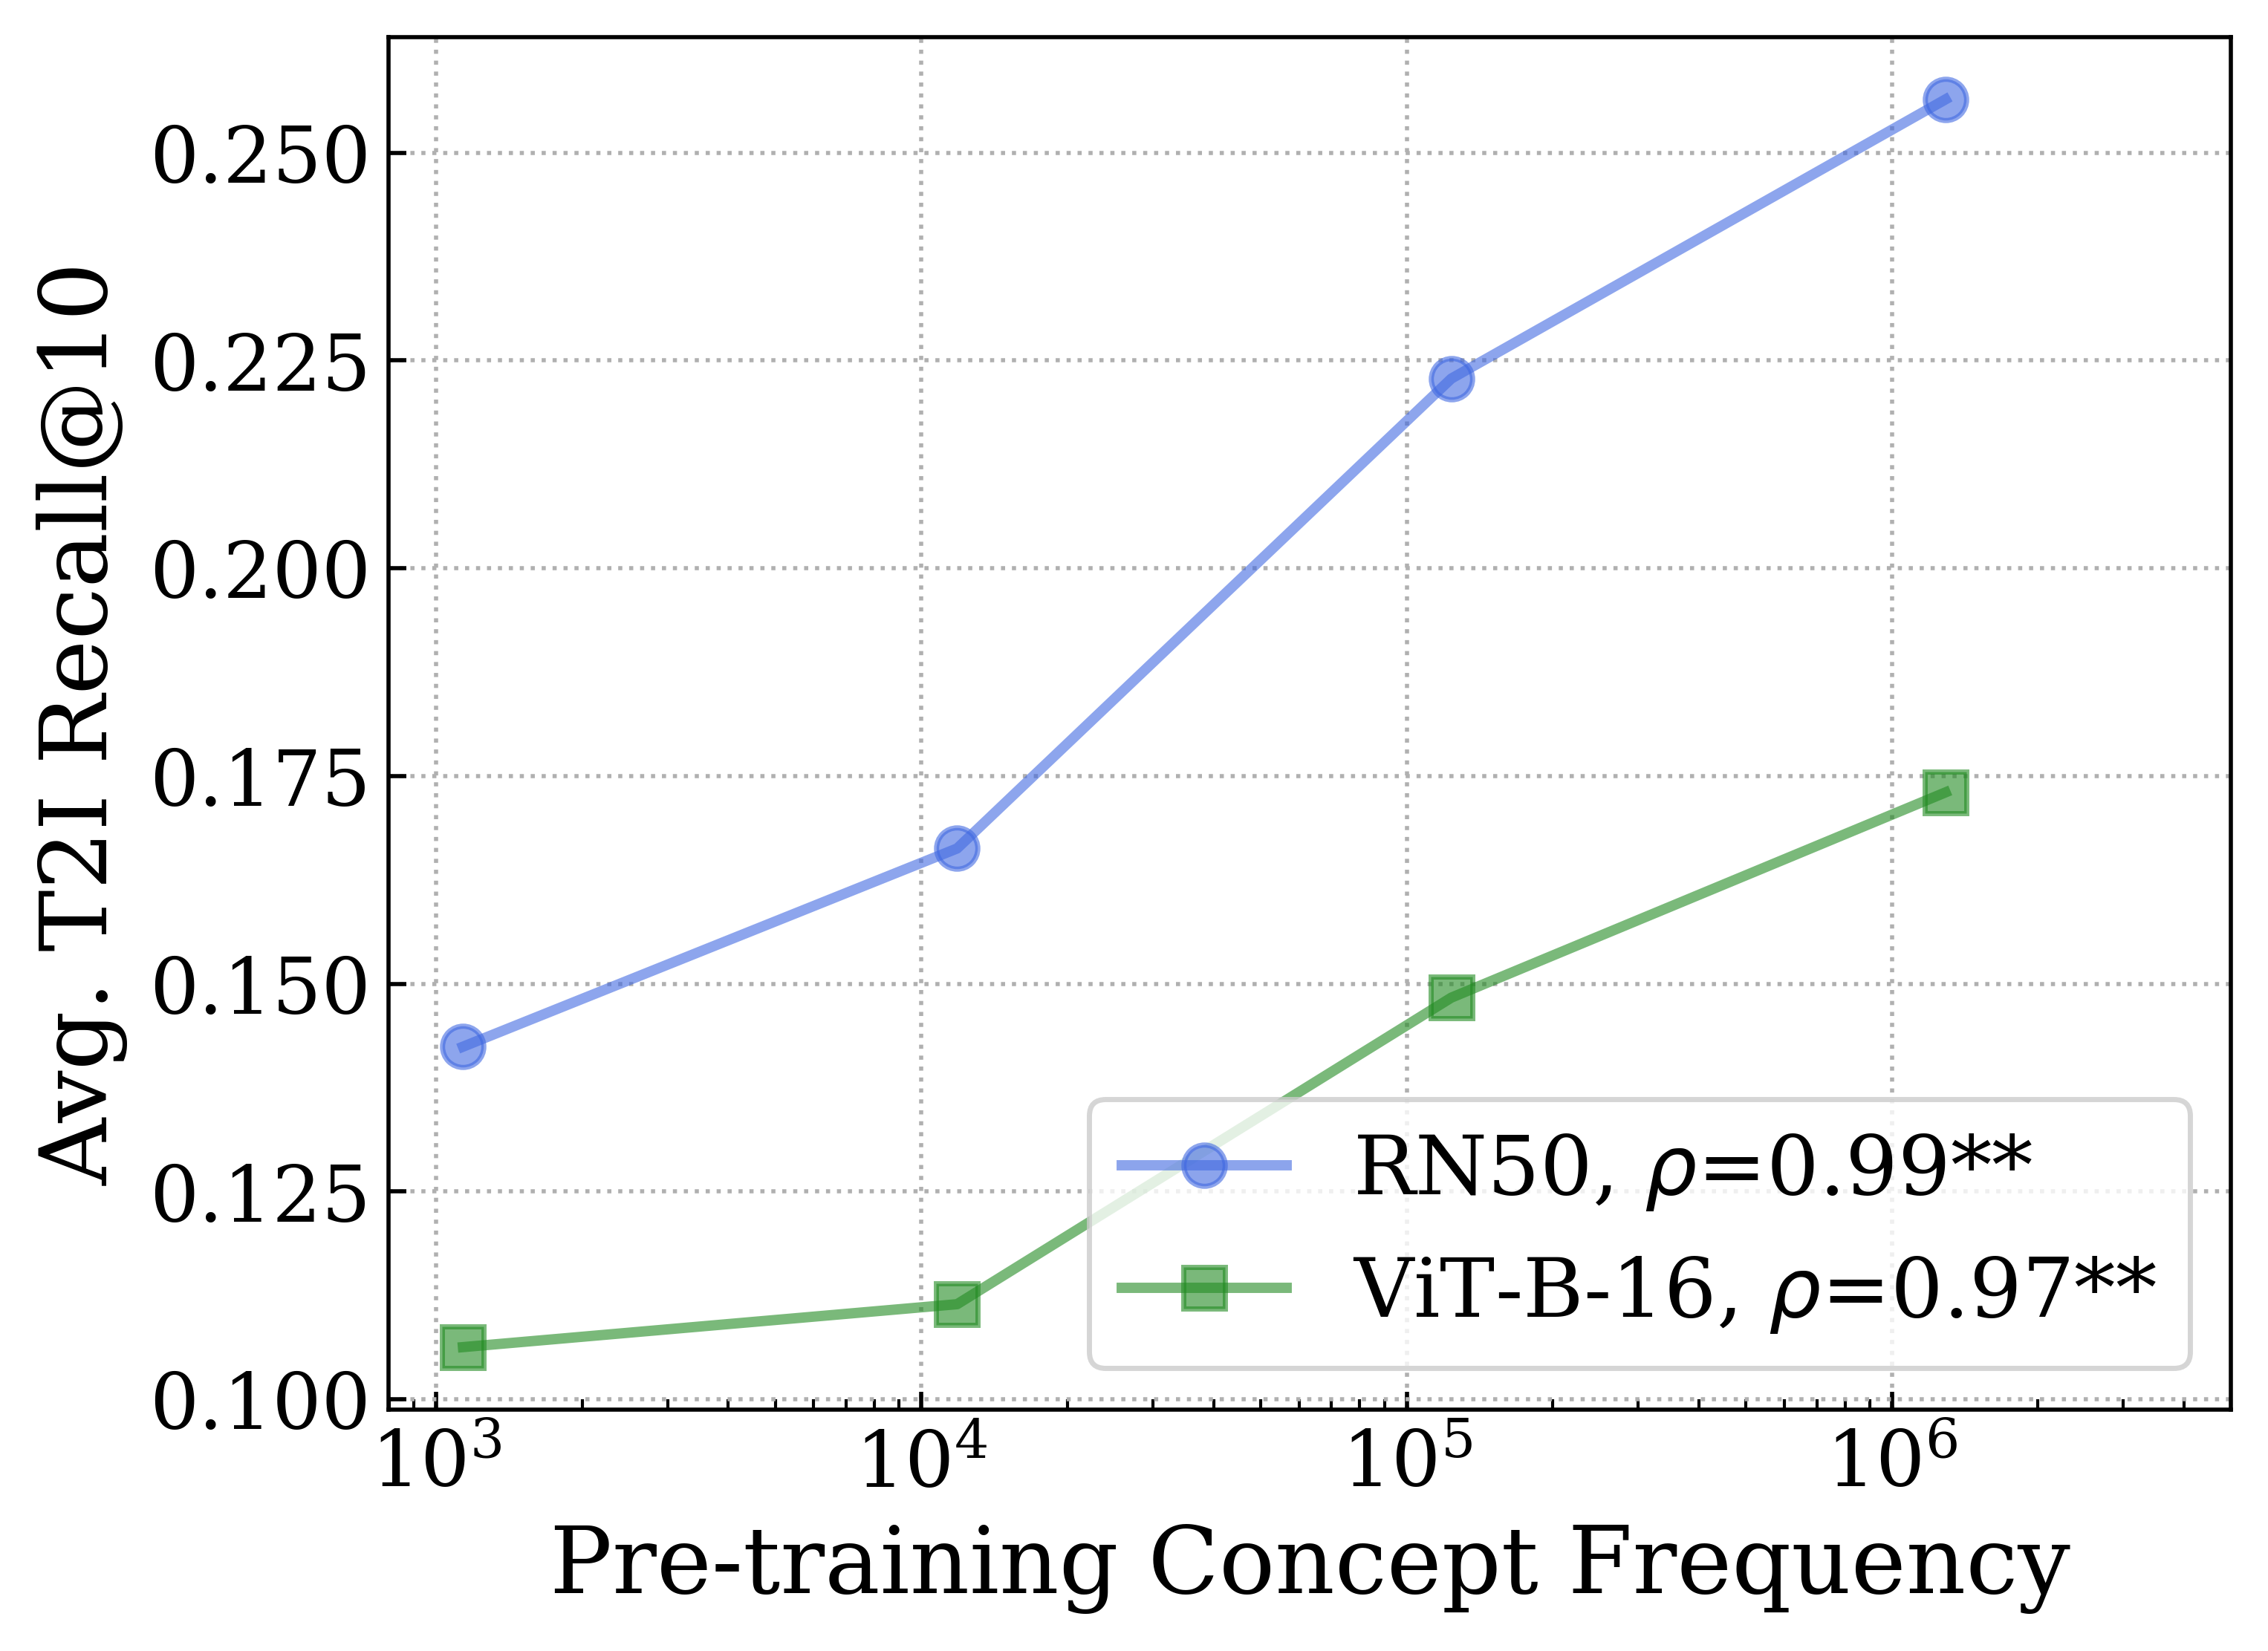 Avg. T2I Recall@10
0.250
0.225
0.200
0.175
0.150
0.125
0.100
RN50, ρ=0.99**
ViT-B-16, ρ=0.97**
10³ 10⁴ 10⁵ 10⁶
Pre-training Concept Frequency